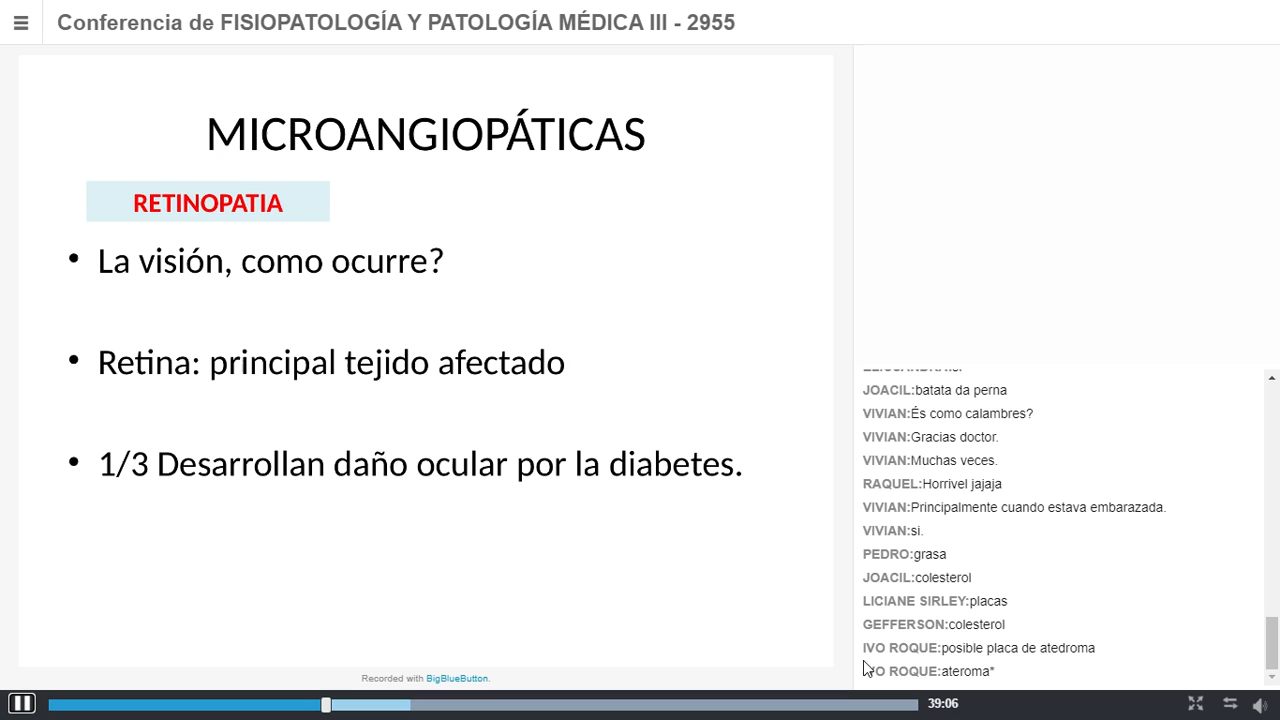 Conferencia de FISIOPATOLOGÍA Y PATOLOGÍA MÉDICA III - 2955
MICROANGIOPÁTICAS
RETINOPATIA
• La visión, como ocurre?
• Retina: principal tejido afectado
• 1/3 Desarrollan daño ocular por la diabetes.
Recorded with BigBlueButton.
JOACIL:batata da perna
VIVIAN:És como calambres?
VIVIAN:Gracias doctor.
VIVIAN:Muchas veces.
RAQUEL:Horrivel jajaja
VIVIAN:Principalmente cuando estava embarazada.
VIVIAN:si.
PEDRO:grasa
JOACIL:colesterol
LICIANE SIRLEY:placas
GEFFERSON:colesterol
IVO ROQUE:posible placa de atedroma
ROQUE:ateroma*
39:06